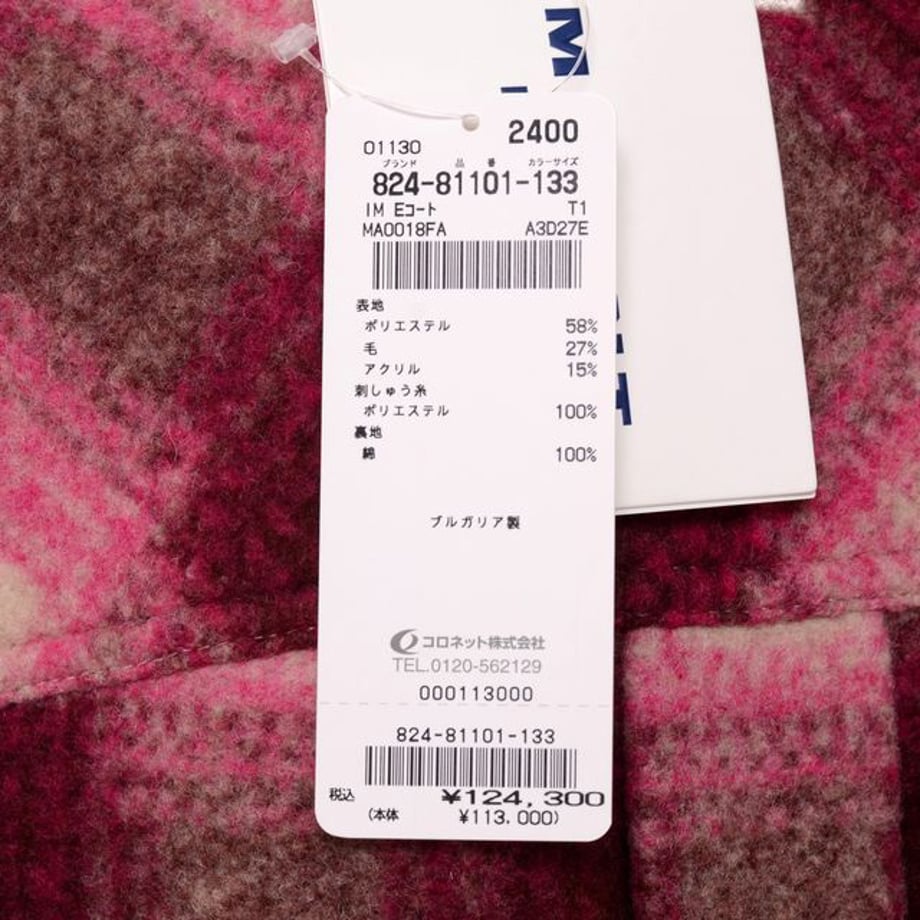 01130
2400
ブランド 品番 カラーサイズ
824-81101-133
IM Eコート T1
MA0018FA A3D27E
表地
ポリエステル 58%
毛 27%
アクリル 15%
刺しゅう糸
ポリエステル 100%
裏地
綿 100%
ブルガリア製
コロネット株式会社
TEL.0120-562129
000113000
824-81101-133
税込 ¥124,300
(本体 ¥113,000)